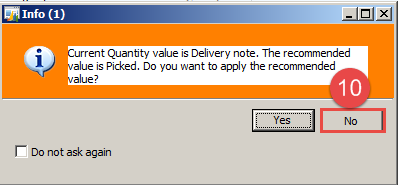 Info (1)
Current Quantity value is Delivery note. The recommended
value is Picked. Do you want to apply the recommended
value?
10
Yes
No
Do not ask again